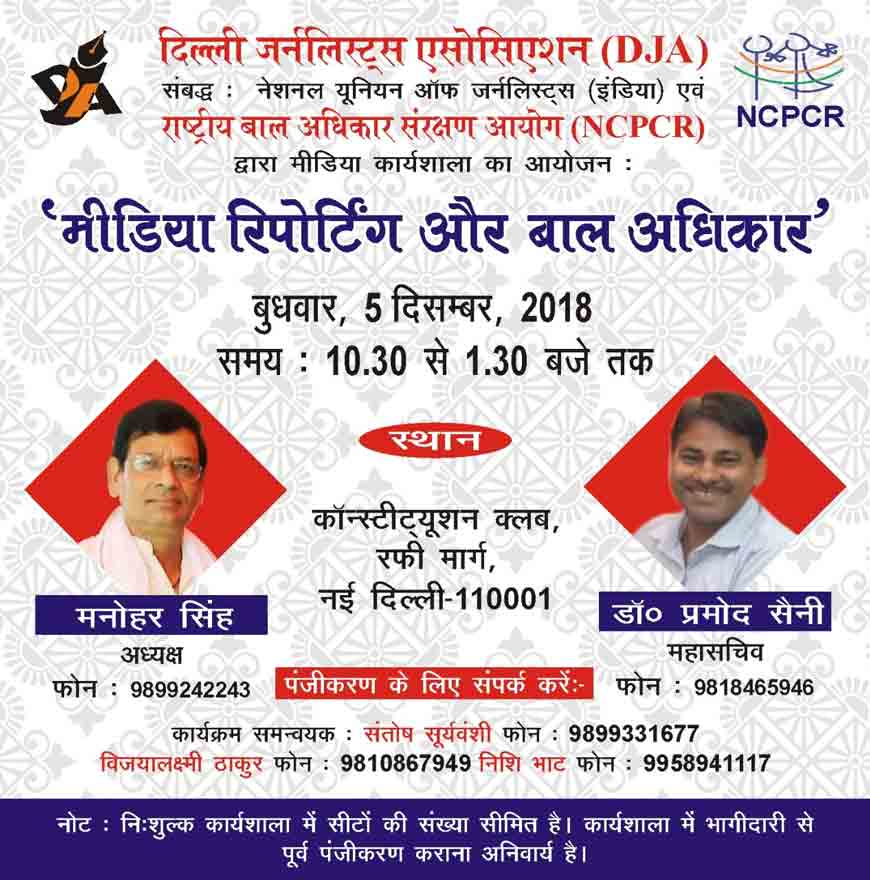 दिल्ली जर्नलिस्ट्स एसोसिएशन (DJA)
संबद्ध : नेशनल यूनियन ऑफ जर्नलिस्ट्स (इंडिया) एवं
राष्ट्रीय बाल अधिकार संरक्षण आयोग (NCPCR)
द्वारा मीडिया कार्यशाला का आयोजन :
DJA
NCPCR
‘मीडिया रिपोर्टिंग और बाल अधिकार’
बुधवार, 5 दिसम्बर, 2018
समय : 10.30 से 1.30 बजे तक
स्थान
कॉन्स्टीट्यूशन क्लब,
रफी मार्ग,
नई दिल्ली-110001
मनोहर सिंह
अध्यक्ष
फोन : 9899242243
डॉ० प्रमोद सैनी
महासचिव
फोन : 9818465946
पंजीकरण के लिए संपर्क करें:-
कार्यक्रम समन्वयक : संतोष सूर्यवंशी फोन : 9899331677
विजयालक्ष्मी ठाकुर फोन : 9810867949 निशि भाट फोन : 9958941117
नोट : निःशुल्क कार्यशाला में सीटों की संख्या सीमित है। कार्यशाला में भागीदारी से
पूर्व पंजीकरण कराना अनिवार्य है।